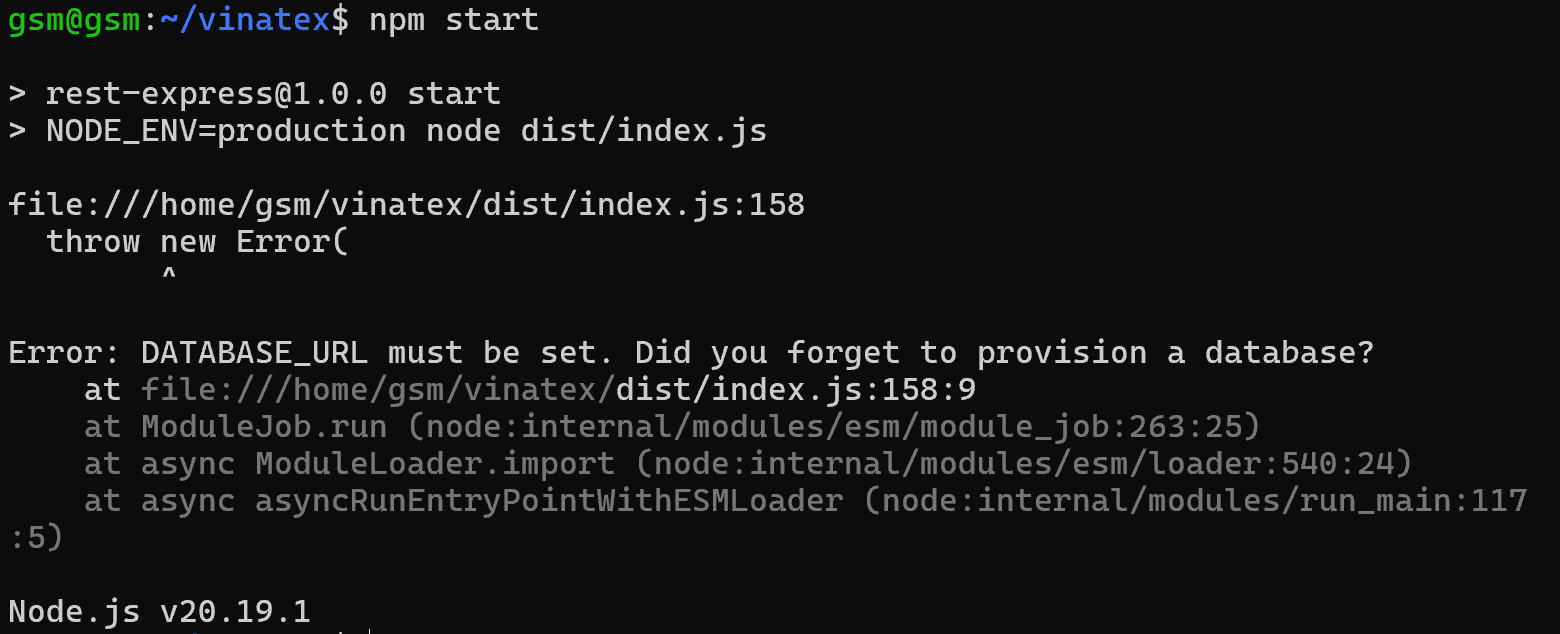 gsm@gsm:~/vinatex$ npm start
> rest-express@1.0.0 start
> NODE_ENV=production node dist/index.js
file:///home/gsm/vinatex/dist/index.js:158
  throw new Error(
        ^
Error: DATABASE_URL must be set. Did you forget to provision a database?
    at file:///home/gsm/vinatex/dist/index.js:158:9
    at ModuleJob.run (node:internal/modules/esm/module_job:263:25)
    at async ModuleLoader.import (node:internal/modules/esm/loader:540:24)
    at async asyncRunEntryPointWithESMLoader (node:internal/modules/run_main:117
:5)
Node.js v20.19.1